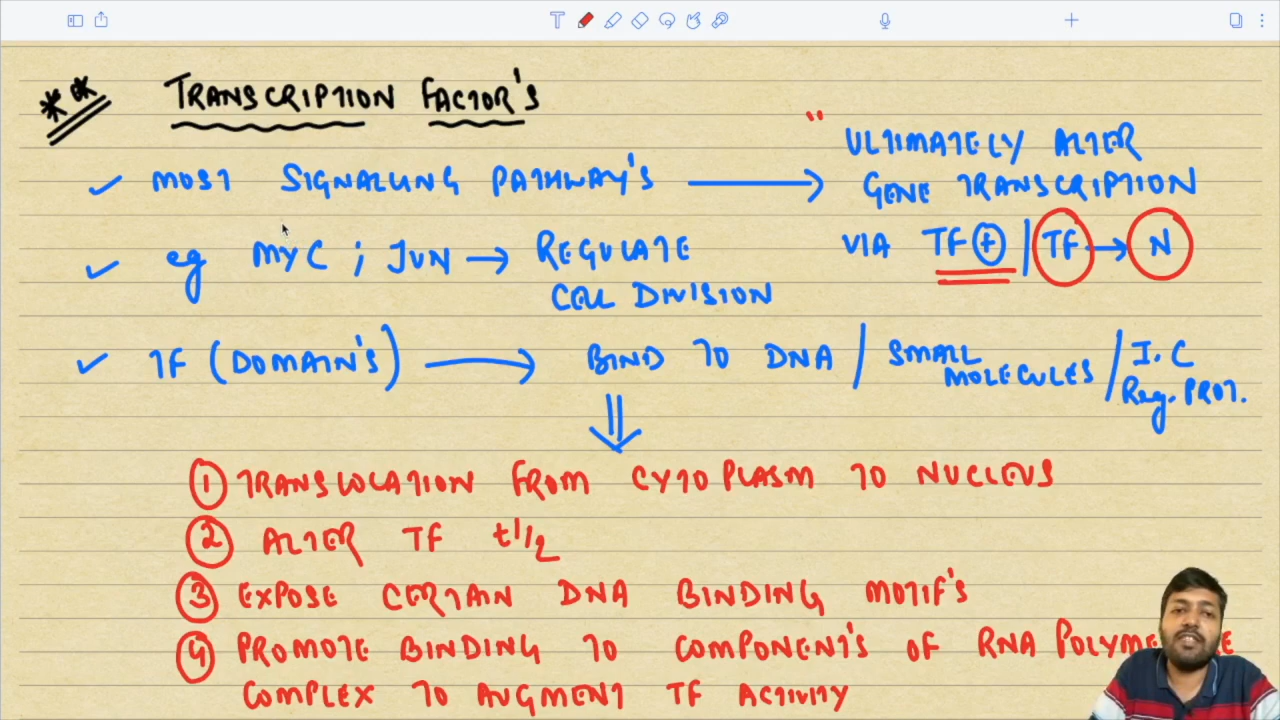 ** TRANSCRIPTION FACTOR'S
✓ MOST SIGNALLING PATHWAY'S → ULTIMATELY ALTER
GENE TRANSCRIPTION
VIA TF ⊕ / TF → N
✓ eg MYC ; JUN → REGULATE
CELL DIVISION
✓ TF (DOMAIN'S) → BIND TO DNA / SMALL MOLECULES / I.C Reg. PROT.
① TRANSLOCATION FROM CYTOPLASM TO NUCLEUS
② ALTER TF t1/2
③ EXPOSE CERTAIN DNA BINDING MOTIF'S
④ PROMOTE BINDING TO COMPONENT'S OF RNA
COMPLEX TO AUGMENT TF ACTIVITY